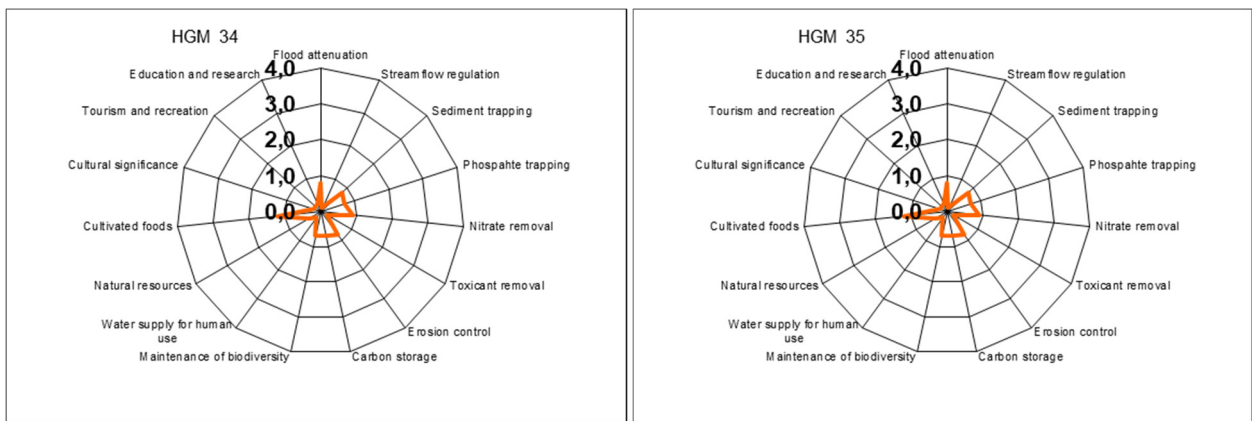 HGM 34
Flood attenuation
4,0
Education and research
Streamflow regulation
3,0
Tourism and recreation
Sediment trapping
2,0
Cultural significance
Phospahte trapping
1,0
0,0
Cultivated foods
Nitrate removal
Natural resources
Toxicant removal
Water supply for human
use
Erosion control
Maintenance of biodiversity
Carbon storage
HGM 35
Flood attenuation
4,0
Education and research
Streamflow regulation
3,0
Tourism and recreation
Sediment trapping
2,0
Cultural significance
Phospahte trapping
1,0
0,0
Cultivated foods
Nitrate removal
Natural resources
Toxicant removal
Water supply for human
use
Erosion control
Maintenance of biodiversity
Carbon storage